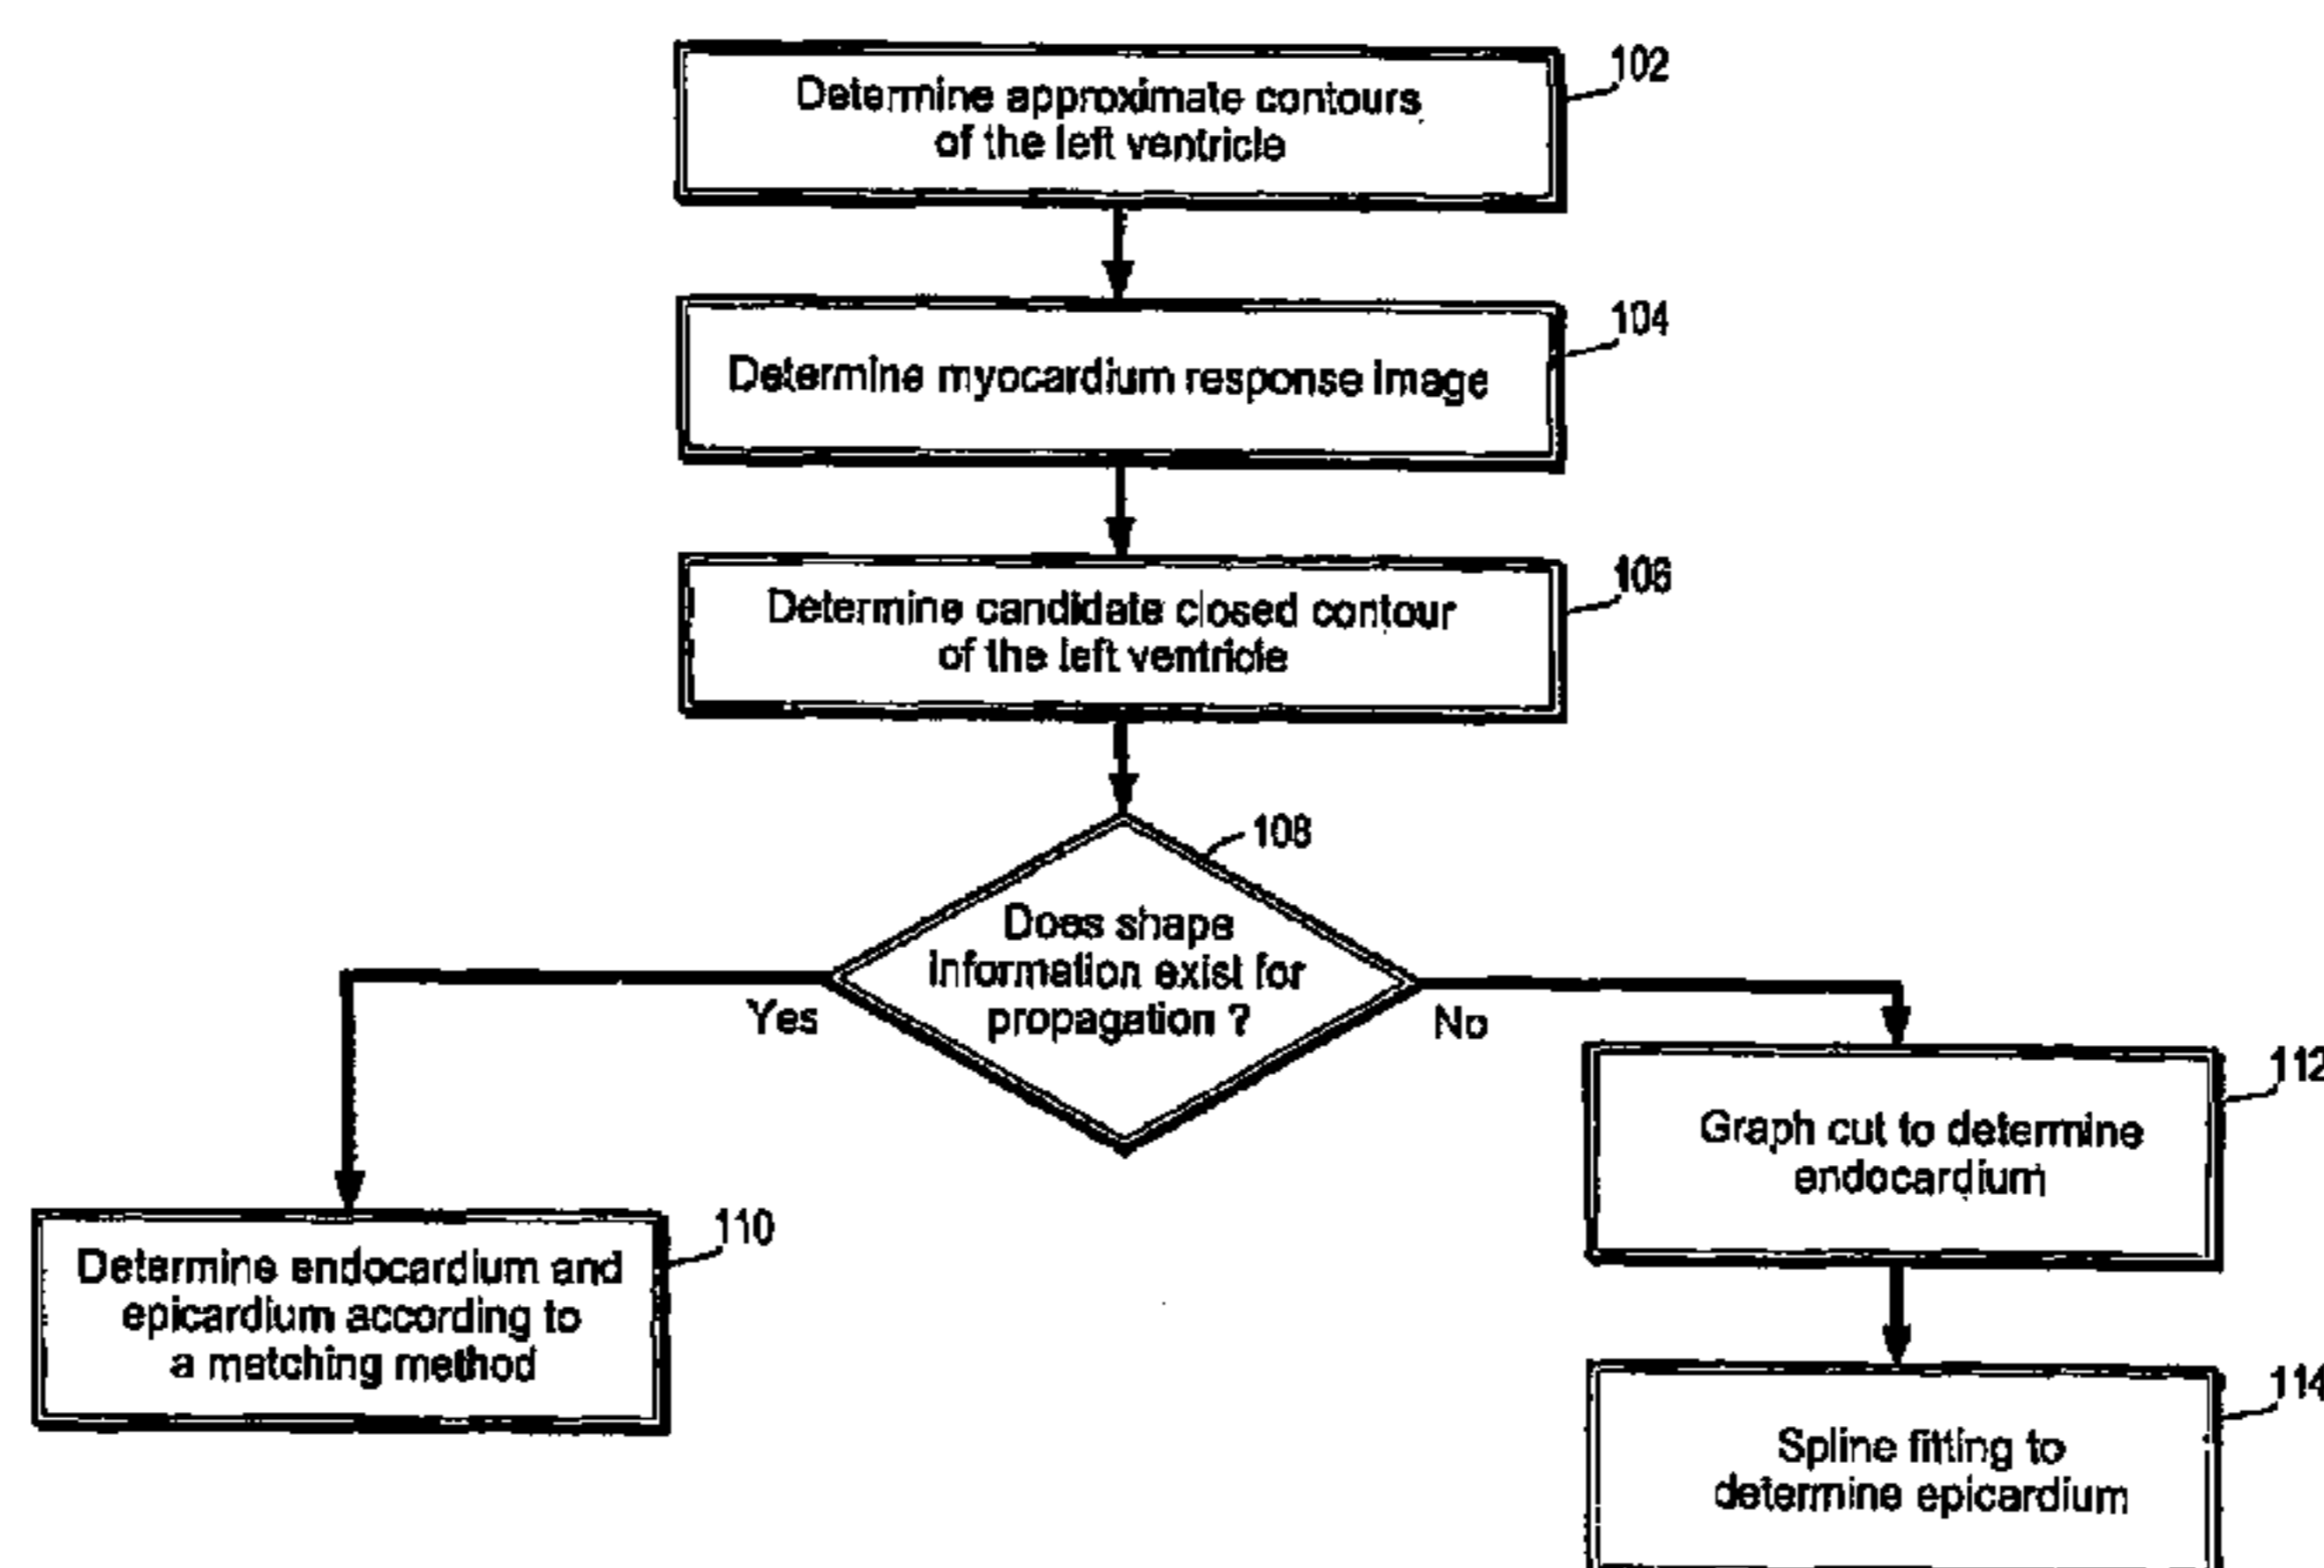 102
Determine approximate contours
of the left ventricle
104
Determine myocardium response image
106
Determine candidate closed contour
of the left ventricle
108
Does shape
information exist for
propagation ?
Yes
No
112
Graph cut to determine
endocardium
110
Determine endocardium and
epicardium according to
a matching method
114
Spline fitting to
determine epicardium